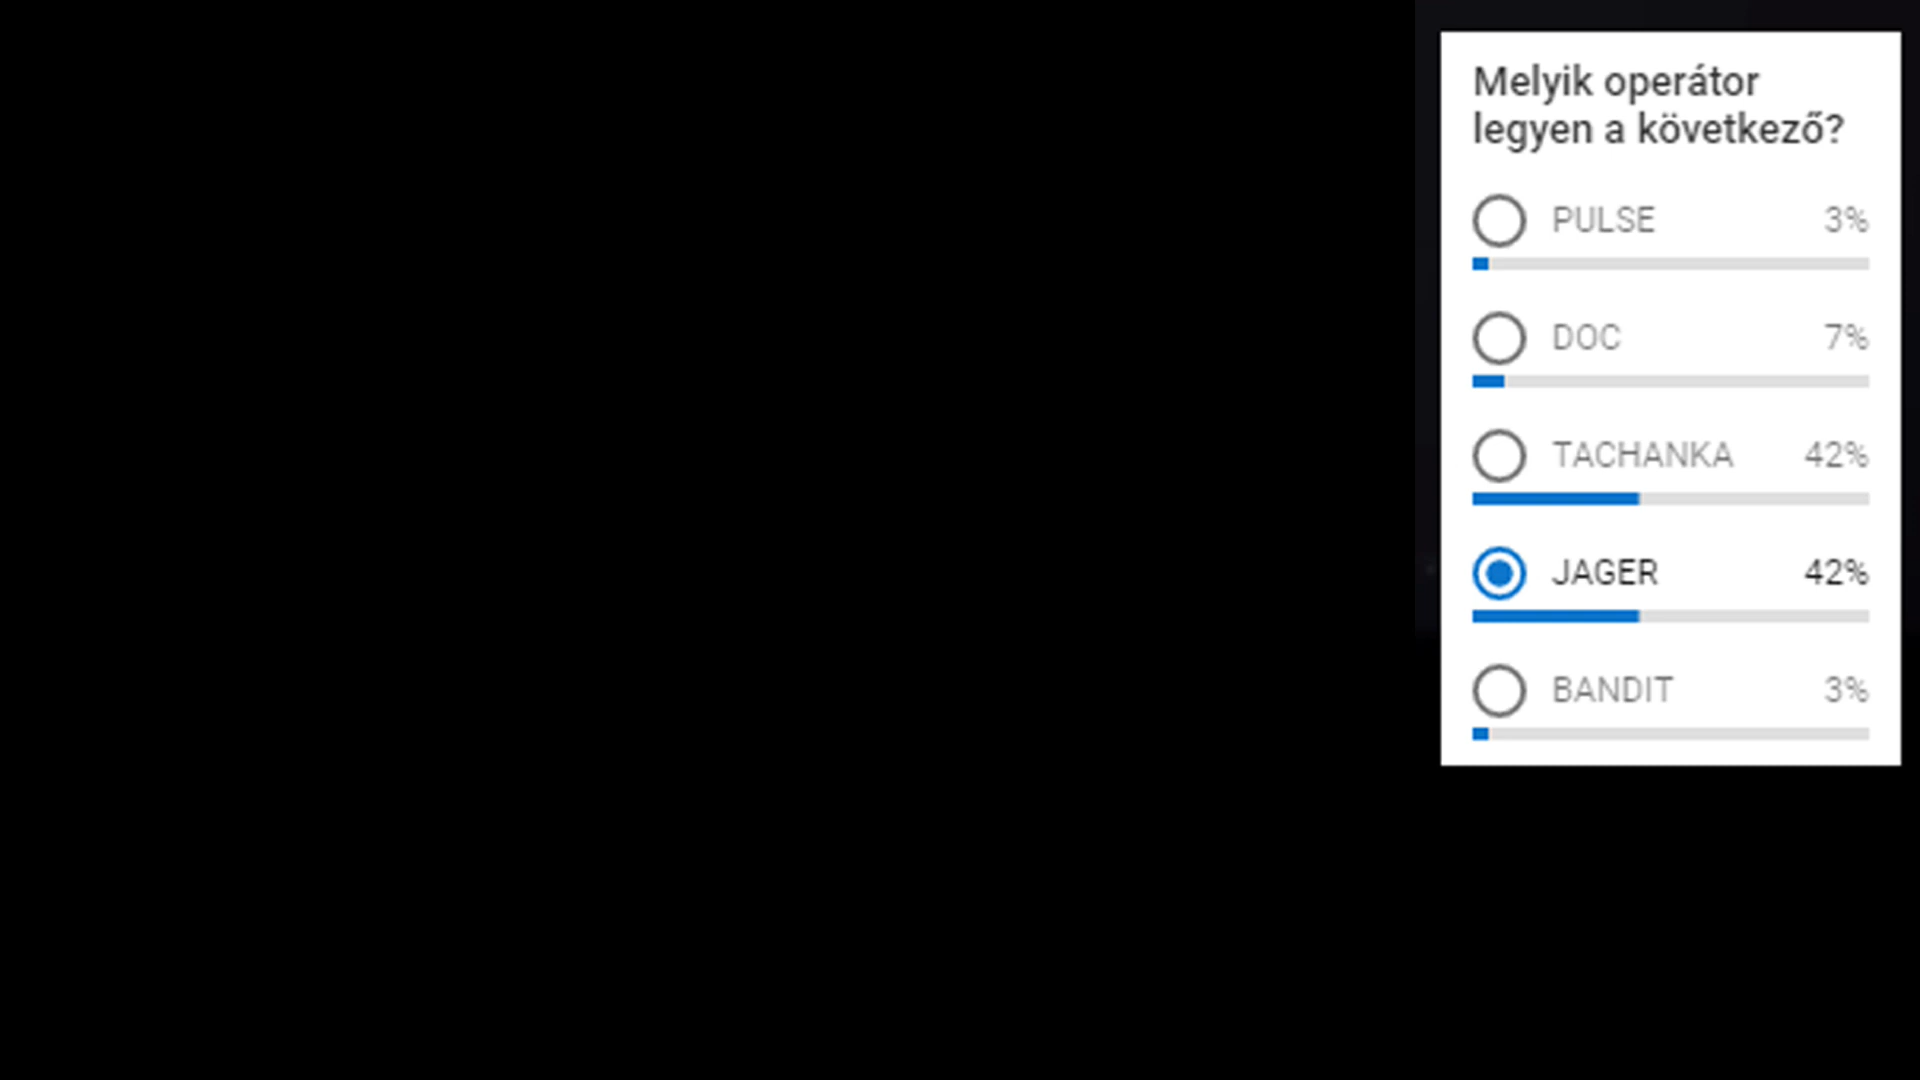 Melyik operátor
legyen a következő?
PULSE 3%
DOC 7%
TACHANKA 42%
JAGER 42%
BANDIT 3%